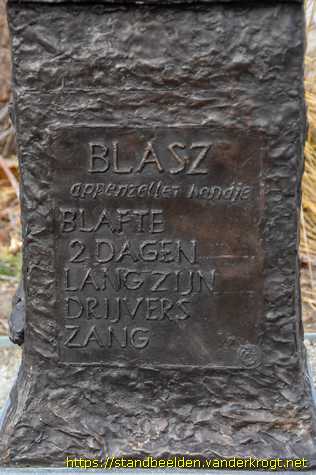 BLASZ
appenzeller hondje
BLAFTE
2 DAGEN
LANG ZIJN
DRIJVERS
ZANG
https://standbeelden.vanderkrogt.net